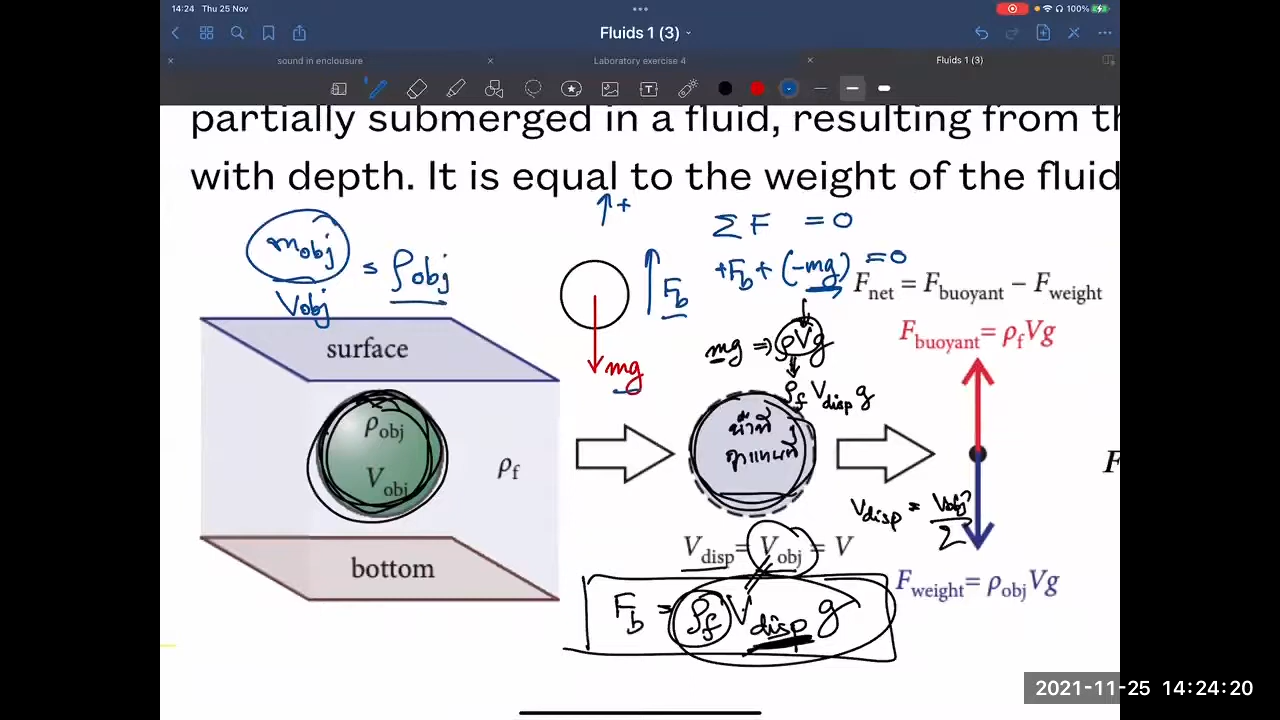 14:24 Thu 25 Nov
100%
Fluids 1 (3)
sound in enclousure
Laboratory exercise 4
Fluids 1 (3)
partially submerged in a fluid, resulting from th
with depth. It is equal to the weight of the fluid
↑+
ΣF = 0
m_obj / V_obj = ρ_obj
F_b
+F_b + (-mg) = 0
F_net = F_buoyant − F_weight
mg
mg ⇒ ρVg
F_buoyant = ρ_f Vg
ρ_f V_disp g
surface
ρ_obj
V_obj
ρ_f
น้ำที่
ถูกแทนที่
F
V_disp = V_obj / 2
V_disp = V_obj = V
bottom
F_weight = ρ_obj Vg
F_b = ρ_f V_disp g
2021-11-25 14:24:20